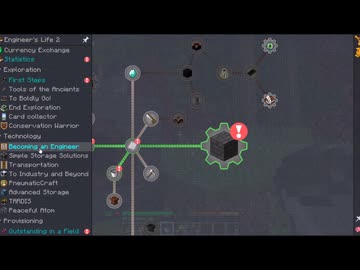 Engineer's Life 2
Currency Exchange
Statistics
Exploration
First Steps
Tools of the Ancients
To Boldly Go!
End Exploration
Card collector
Conservation Warrior
Technology
Becoming an Engineer
Simple Storage Solutions
Transportation
To Industry and Beyond
PneumaticCraft
Advanced Storage
TARDIS
Peaceful Atom
Provisioning
Outstanding in a Field